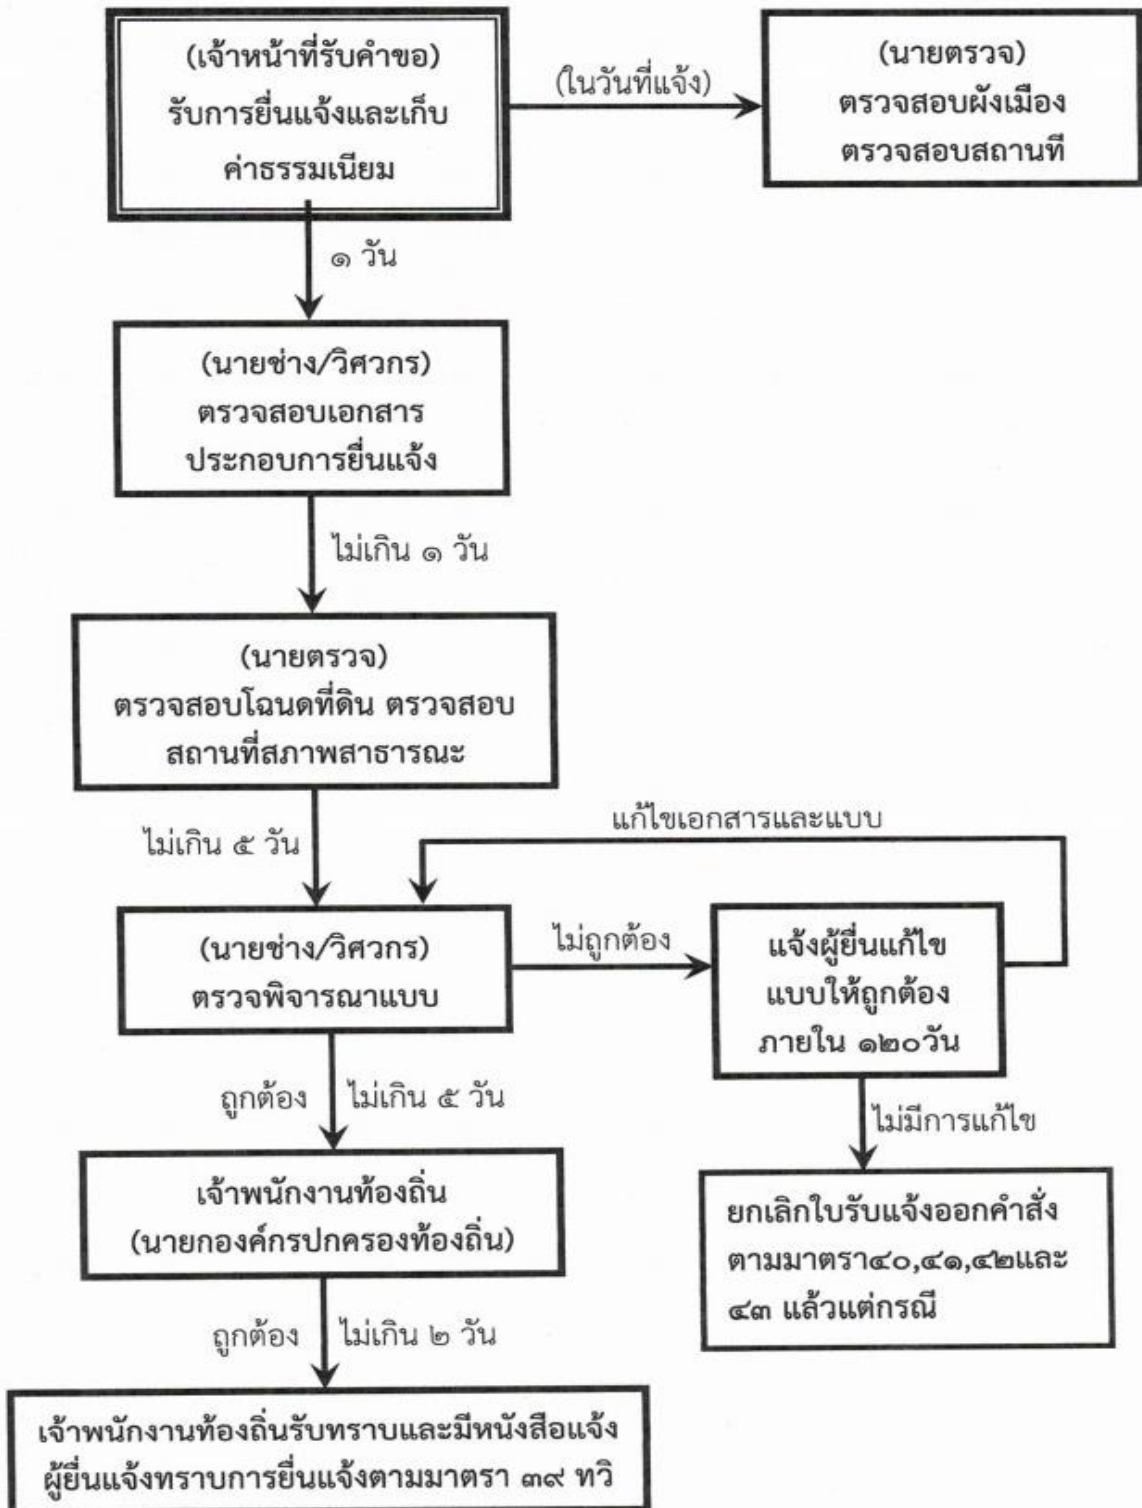 (เจ้าหน้าที่รับคำขอ)
รับการยื่นแจ้งและเก็บ
ค่าธรรมเนียม
(ในวันที่แจ้ง)
(นายตรวจ)
ตรวจสอบผังเมือง
ตรวจสอบสถานที
๑ วัน
(นายช่าง/วิศวกร)
ตรวจสอบเอกสาร
ประกอบการยื่นแจ้ง
ไม่เกิน ๑ วัน
(นายตรวจ)
ตรวจสอบโฉนดที่ดิน ตรวจสอบ
สถานที่สภาพสาธารณะ
ไม่เกิน ๕ วัน
แก้ไขเอกสารและแบบ
(นายช่าง/วิศวกร)
ตรวจพิจารณาแบบ
ไม่ถูกต้อง
แจ้งผู้ยื่นแก้ไข
แบบให้ถูกต้อง
ภายใน ๑๒๐วัน
ถูกต้อง ไม่เกิน ๕ วัน
ไม่มีการแก้ไข
เจ้าพนักงานท้องถิ่น
(นายกองค์กรปกครองท้องถิ่น)
ยกเลิกใบรับแจ้งออกคำสั่ง
ตามมาตรา๔๐,๔๑,๔๒และ
๔๓ แล้วแต่กรณี
ถูกต้อง ไม่เกิน ๒ วัน
เจ้าพนักงานท้องถิ่นรับทราบและมีหนังสือแจ้ง
ผู้ยื่นแจ้งทราบการยื่นแจ้งตามมาตรา ๓๙ ทวิ